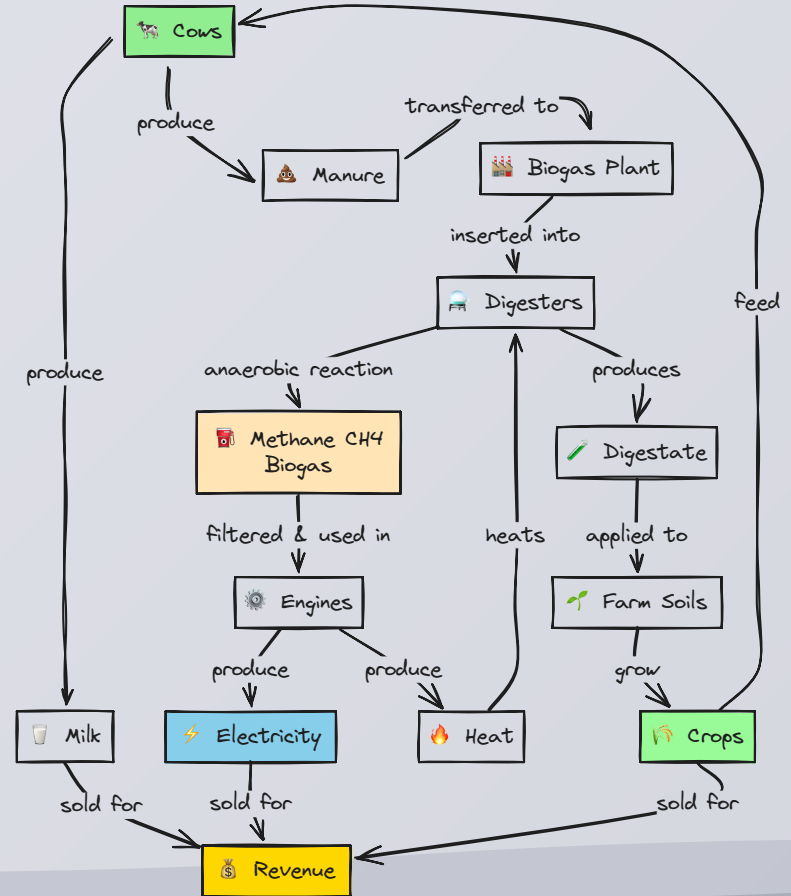 🐄 Cows
transferred to
produce
💩 Manure
🏭 Biogas Plant
inserted into
🔮 Digesters
feed
produce
anaerobic reaction
produces
⛽ Methane CH4
Biogas
🧪 Digestate
filtered & used in
heats
applied to
⚙️ Engines
🌱 Farm Soils
produce
produce
grow
🥛 Milk
⚡ Electricity
🔥 Heat
🌾 Crops
sold for
sold for
sold for
💰 Revenue